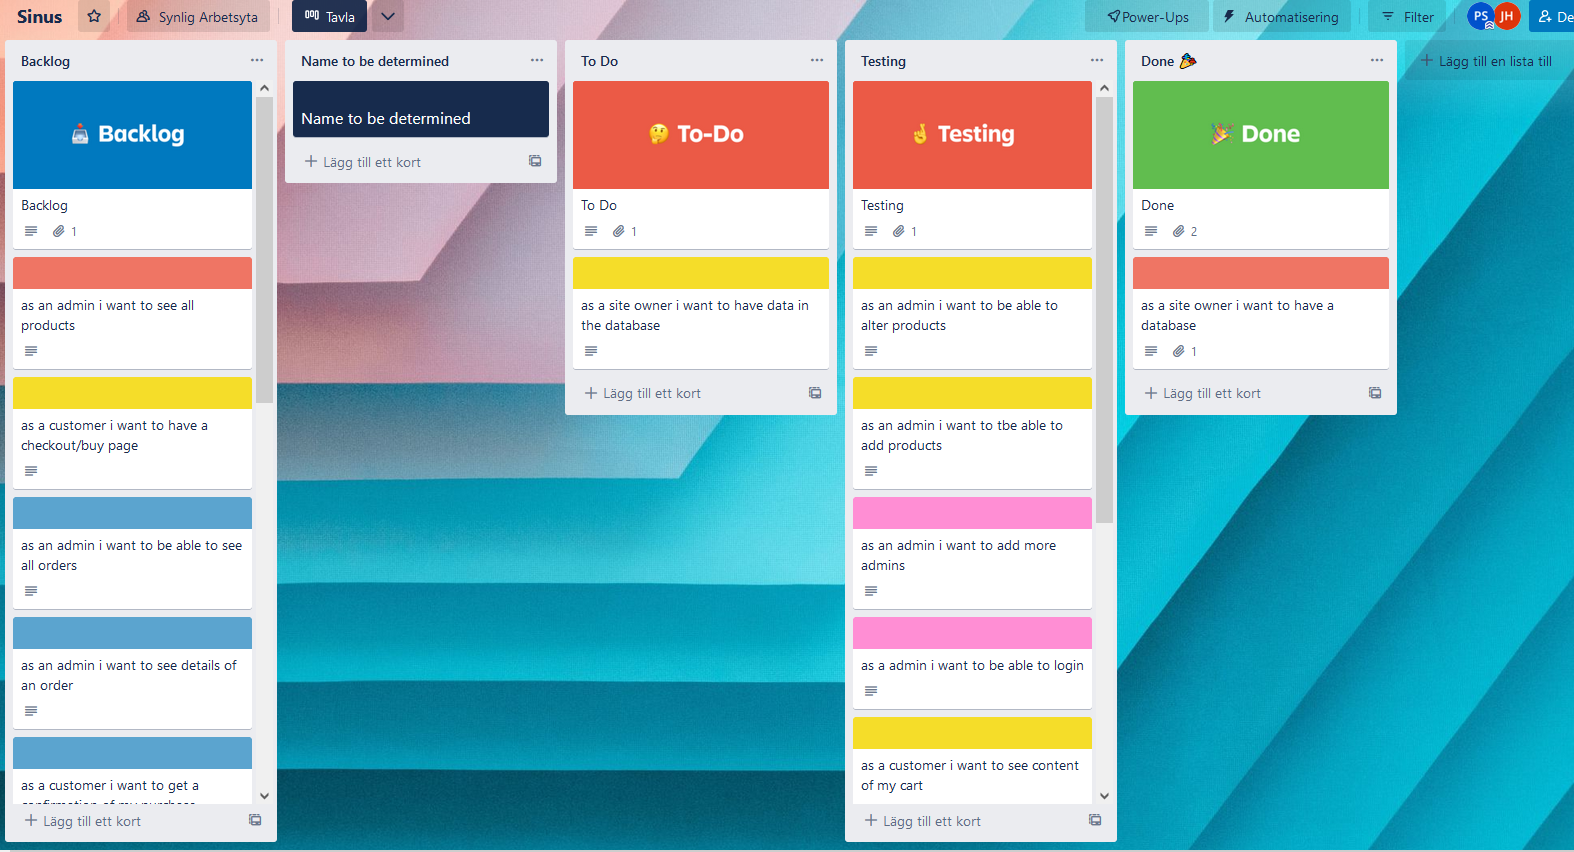 Sinus
Synlig Arbetsyta
Tavla
Power-Ups
Automatisering
Filter
PS
JH
De
Backlog
Backlog
Backlog
1
as an admin i want to see all
products
as a customer i want to have a
checkout/buy page
as an admin i want to be able to see
all orders
as an admin i want to see details of
an order
as a customer i want to get a
confirmation of my purchase
Lägg till ett kort
Name to be determined
Name to be determined
Lägg till ett kort
To Do
To-Do
To Do
1
as a site owner i want to have data in
the database
Lägg till ett kort
Testing
Testing
Testing
1
as an admin i want to be able to
alter products
as an admin i want to tbe able to
add products
as an admin i want to add more
admins
as a admin i want to be able to login
as a customer i want to see content
of my cart
Lägg till ett kort
Done
Done
Done
2
as a site owner i want to have a
database
1
Lägg till ett kort
Lägg till en lista till